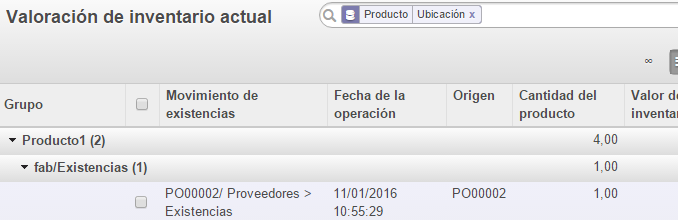 Valoración de inventario actual
Producto Ubicación x
∞
Grupo
Movimiento de existencias
Fecha de la operación
Origen
Cantidad del producto
Valor de inventa
Producto1 (2) 4,00
fab/Existencias (1) 1,00
PO00002/ Proveedores > 11/01/2016 PO00002 1,00
Existencias 10:55:29